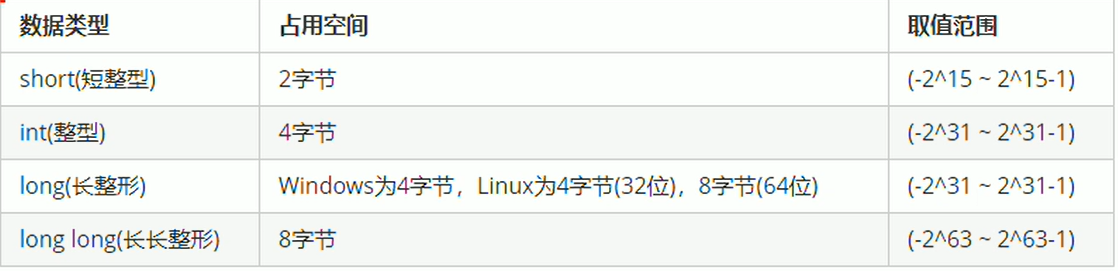 数据类型 占用空间 取值范围
short(短整型) 2字节 (-2^15 ~ 2^15-1)
int(整型) 4字节 (-2^31 ~ 2^31-1)
long(长整形) Windows为4字节，Linux为4字节(32位)，8字节(64位) (-2^31 ~ 2^31-1)
long long(长长整形) 8字节 (-2^63 ~ 2^63-1)